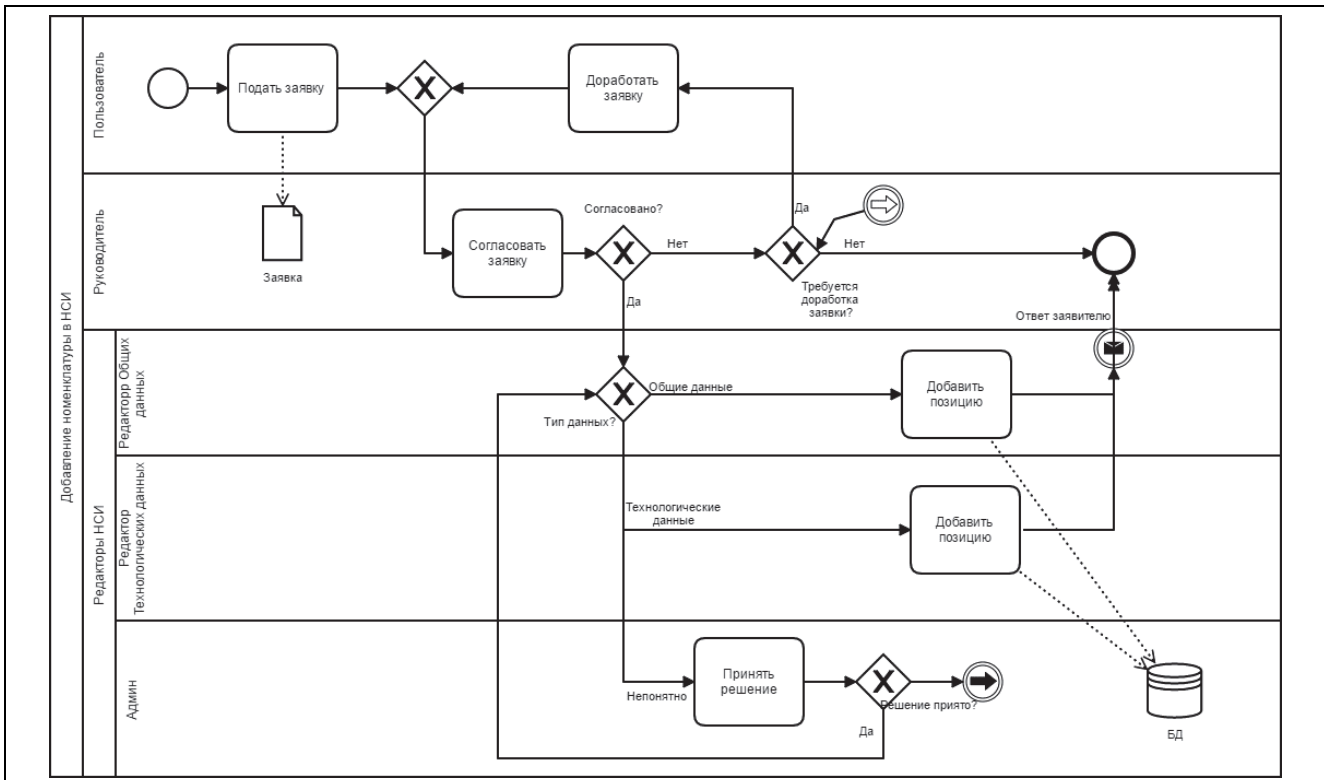 Добавление номенклатуры в НСИ
Пользователь
Подать заявку
Доработать
заявку
Руководитель
Заявка
Согласовать
заявку
Согласовано?
Нет
Да
Да
Нет
Требуется
доработка
заявки?
Ответ заявителю
Редакторы НСИ
Редакторр Общих
данных
Тип данных?
Общие данные
Добавить
позицию
Редактор
Технологических данных
Технологические
данные
Добавить
позицию
Админ
Непонятно
Принять
решение
Решение приято?
Да
БД